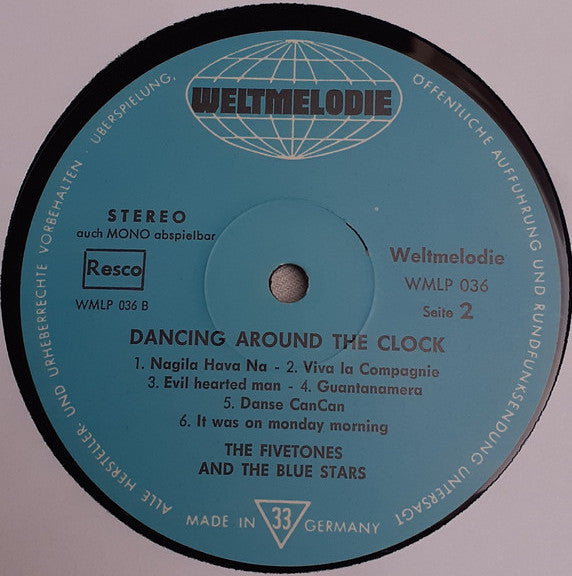 WELTMELODIE
ALLE HERSTELLER- UND URHEBERRECHTE VORBEHALTEN · ÜBERSPIELUNG, ÖFFENTLICHE AUFFÜHRUNG UND RUNDFUNKSENDUNG UNTERSAGT
STEREO
auch MONO abspielbar
Resco
WMLP 036 B
Weltmelodie
WMLP 036
Seite 2
DANCING AROUND THE CLOCK
1. Nagila Hava Na - 2. Viva la Compagnie
3. Evil hearted man - 4. Guantanamera
5. Danse CanCan
6. It was on monday morning
THE FIVETONES
AND THE BLUE STARS
MADE IN 33 GERMANY